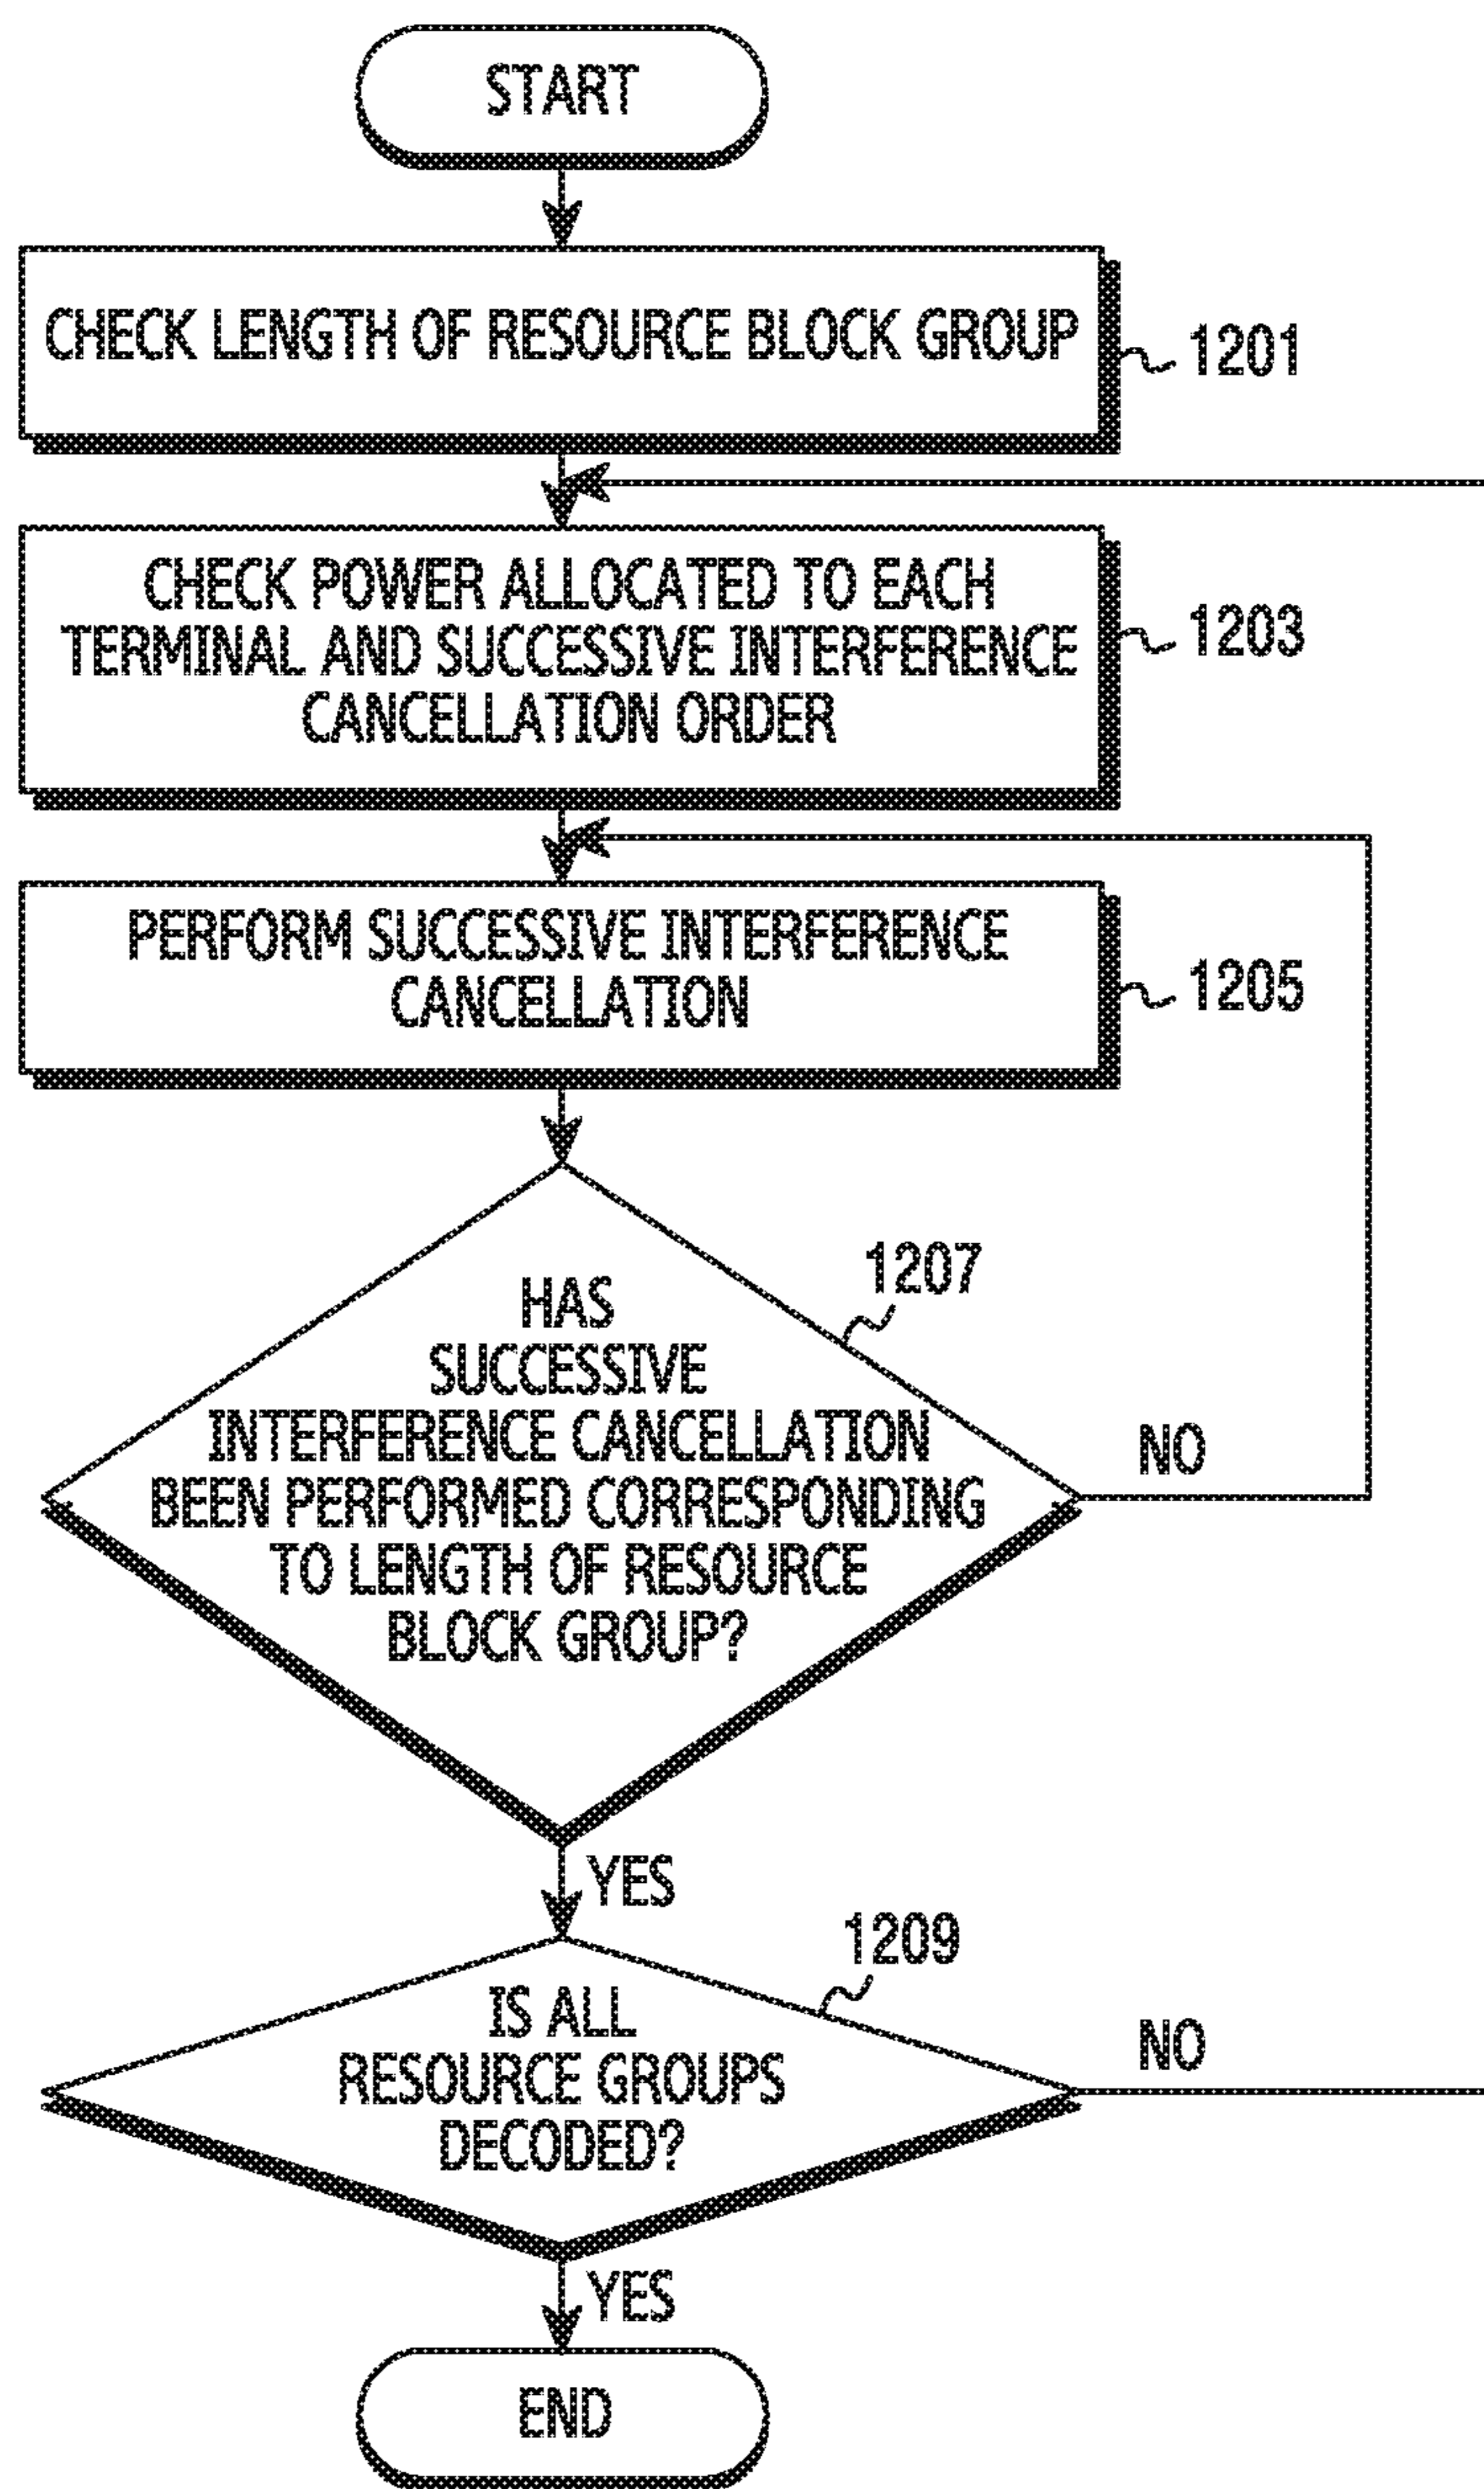 START
CHECK LENGTH OF RESOURCE BLOCK GROUP
1201
CHECK POWER ALLOCATED TO EACH
TERMINAL AND SUCCESSIVE INTERFERENCE
CANCELLATION ORDER
1203
PERFORM SUCCESSIVE INTERFERENCE
CANCELLATION
1205
1207
HAS
SUCCESSIVE
INTERFERENCE CANCELLATION
BEEN PERFORMED CORRESPONDING
TO LENGTH OF RESOURCE
BLOCK GROUP?
NO
YES
1209
IS ALL
RESOURCE GROUPS
DECODED?
NO
YES
END